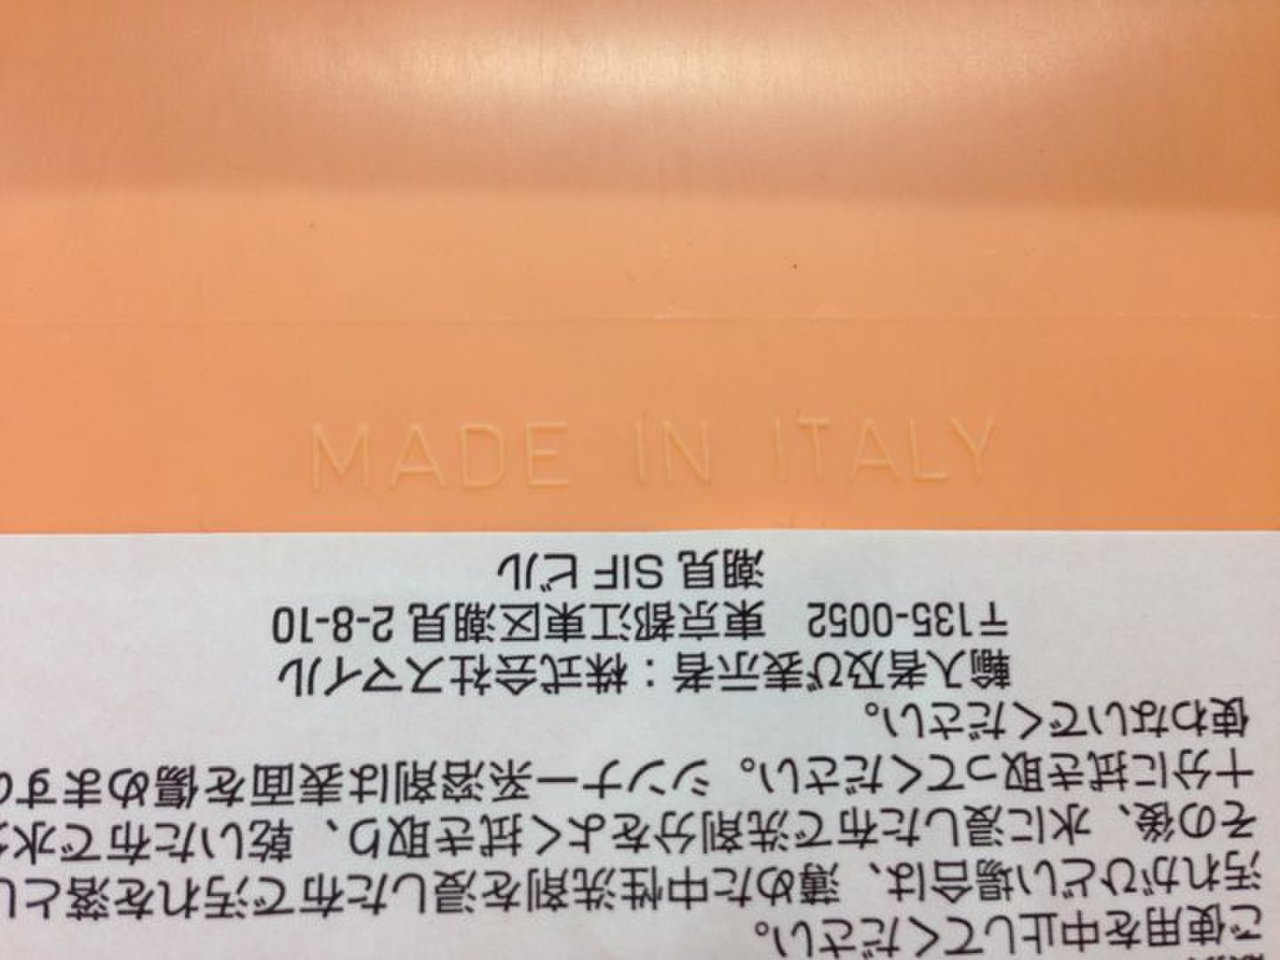 MADE IN ITALY
ご使用を中止してください。
汚れがひどい場合は、薄めた中性洗剤を浸した布で汚れを落とし
その後、水に浸した布で洗剤分をよく拭き取り、乾いた布で水
十分に拭き取ってください。シンナー系溶剤は表面を傷めますの
使わないでください。
輸入者及び表示者：株式会社スマイル
〒135-0052 東京都江東区潮見 2-8-10
潮見 SIF ビル